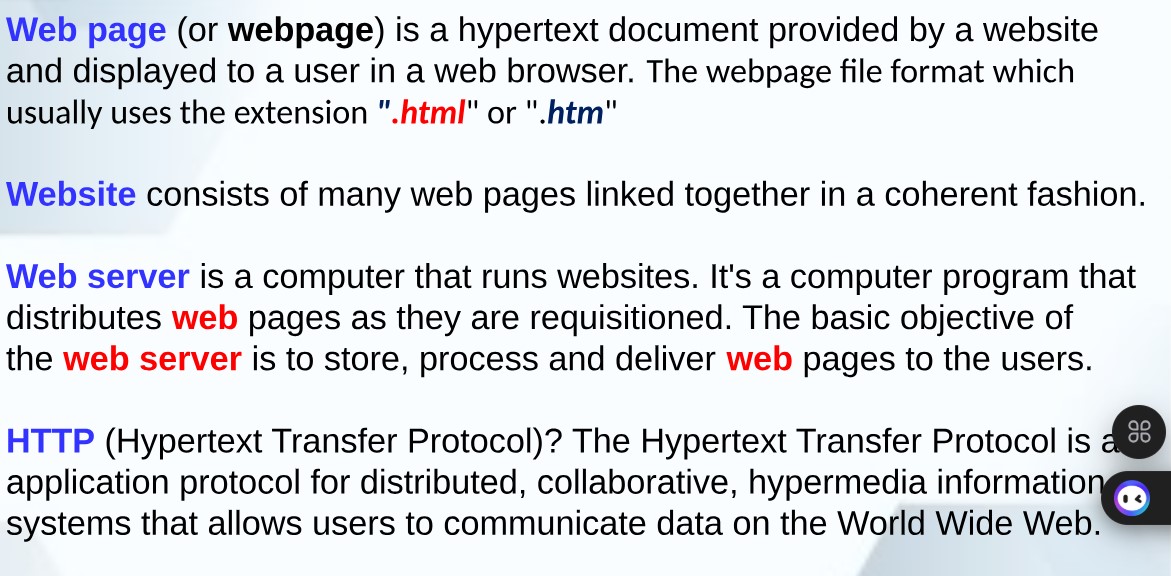 Web page (or webpage) is a hypertext document provided by a website
and displayed to a user in a web browser. The webpage file format which
usually uses the extension ".html" or ".htm"
Website consists of many web pages linked together in a coherent fashion.
Web server is a computer that runs websites. It's a computer program that
distributes web pages as they are requisitioned. The basic objective of
the web server is to store, process and deliver web pages to the users.
HTTP (Hypertext Transfer Protocol)? The Hypertext Transfer Protocol is
application protocol for distributed, collaborative, hypermedia information
systems that allows users to communicate data on the World Wide Web.